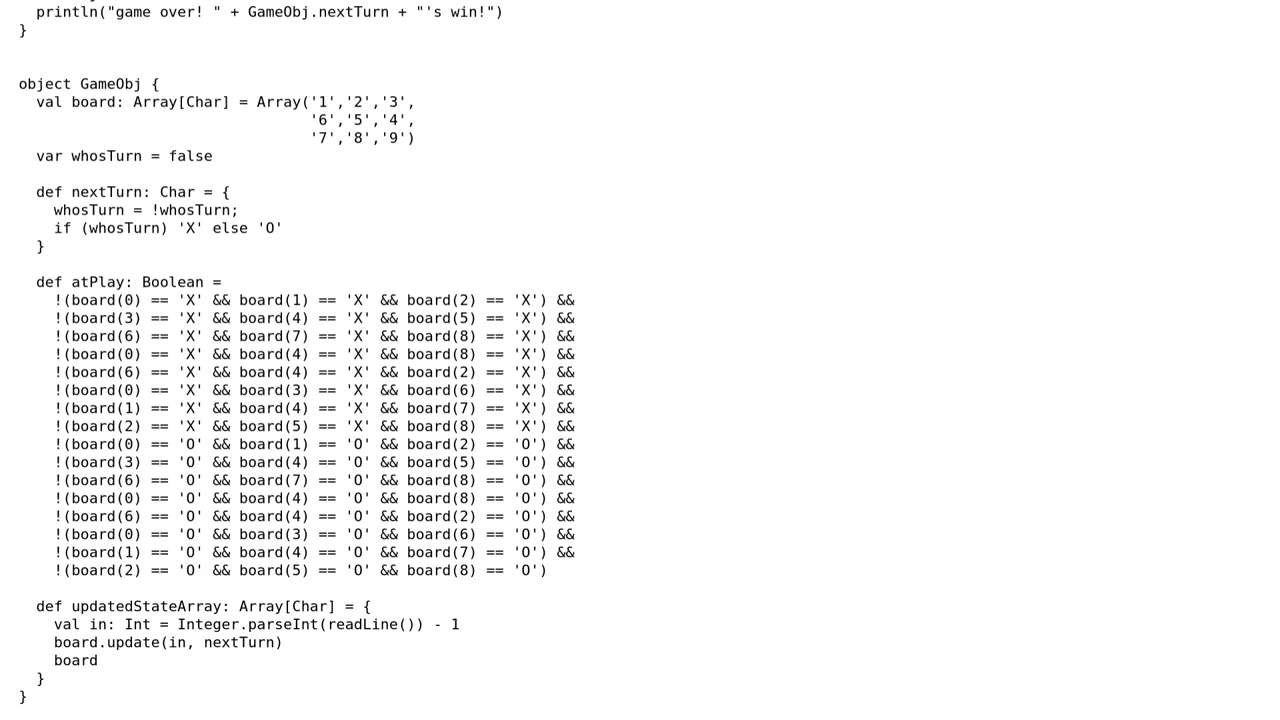 println("game over! " + GameObj.nextTurn + "'s win!")
}
object GameObj {
val board: Array[Char] = Array('1','2','3',
'6','5','4',
'7','8','9')
var whosTurn = false
def nextTurn: Char = {
whosTurn = !whosTurn;
if (whosTurn) 'X' else 'O'
}
def atPlay: Boolean =
!(board(0) == 'X' && board(1) == 'X' && board(2) == 'X') &&
!(board(3) == 'X' && board(4) == 'X' && board(5) == 'X') &&
!(board(6) == 'X' && board(7) == 'X' && board(8) == 'X') &&
!(board(0) == 'X' && board(4) == 'X' && board(8) == 'X') &&
!(board(6) == 'X' && board(4) == 'X' && board(2) == 'X') &&
!(board(0) == 'X' && board(3) == 'X' && board(6) == 'X') &&
!(board(1) == 'X' && board(4) == 'X' && board(7) == 'X') &&
!(board(2) == 'X' && board(5) == 'X' && board(8) == 'X') &&
!(board(0) == 'O' && board(1) == 'O' && board(2) == 'O') &&
!(board(3) == 'O' && board(4) == 'O' && board(5) == 'O') &&
!(board(6) == 'O' && board(7) == 'O' && board(8) == 'O') &&
!(board(0) == 'O' && board(4) == 'O' && board(8) == 'O') &&
!(board(6) == 'O' && board(4) == 'O' && board(2) == 'O') &&
!(board(0) == 'O' && board(3) == 'O' && board(6) == 'O') &&
!(board(1) == 'O' && board(4) == 'O' && board(7) == 'O') &&
!(board(2) == 'O' && board(5) == 'O' && board(8) == 'O')
def updatedStateArray: Array[Char] = {
val in: Int = Integer.parseInt(readLine()) - 1
board.update(in, nextTurn)
board
}
}